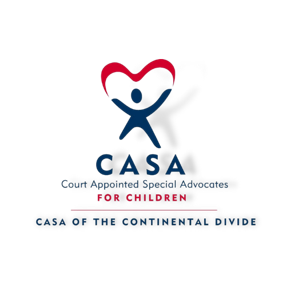 CASA
Court Appointed Special Advocates
FOR CHILDREN
CASA OF THE CONTINENTAL DIVIDE